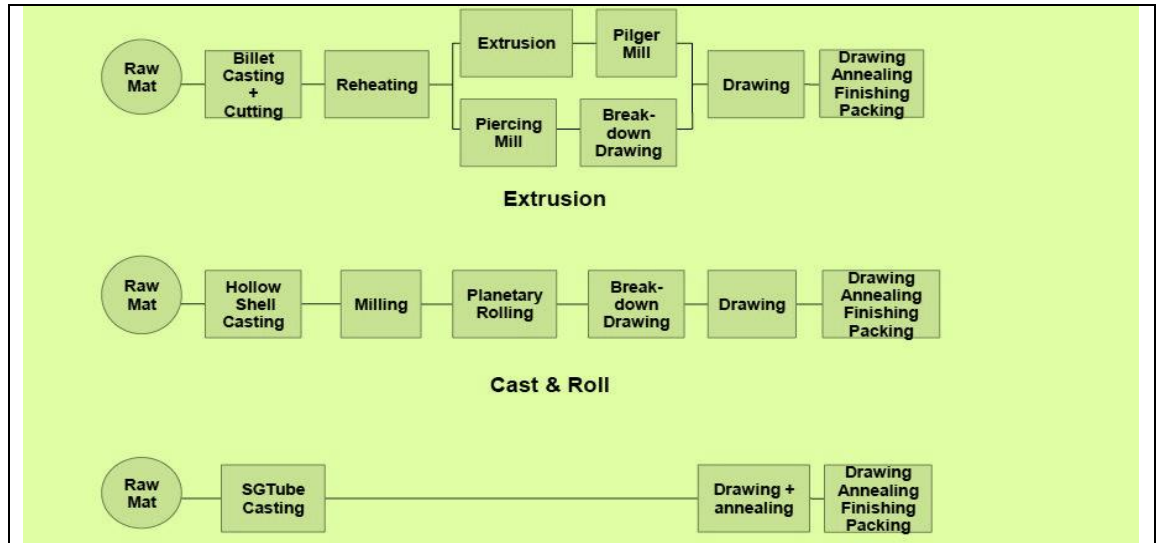 Raw
Mat
Billet
Casting
+
Cutting
Reheating
Extrusion
Pilger
Mill
Piercing
Mill
Break-
down
Drawing
Drawing
Drawing
Annealing
Finishing
Packing
Extrusion
Raw
Mat
Hollow
Shell
Casting
Milling
Planetary
Rolling
Break-
down
Drawing
Drawing
Drawing
Annealing
Finishing
Packing
Cast & Roll
Raw
Mat
SGTube
Casting
Drawing +
annealing
Drawing
Annealing
Finishing
Packing